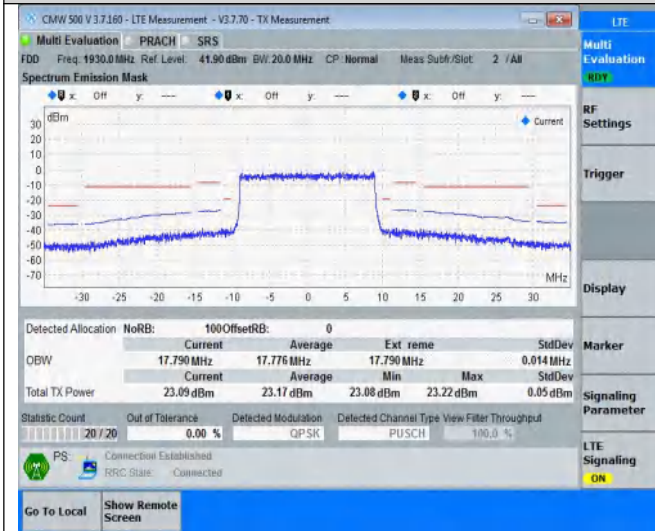 CMW 500 V 3.7.160 - LTE Measurement - V3.7.70 - TX Measurement
LTE
Multi Evaluation PRACH SRS
FDD Freq: 1930.0 MHz Ref. Level: 41.90 dBm BW: 20.0 MHz CP: Normal Meas Subfr./Slot: 2 / All
Spectrum Emission Mask
x: Off y: --- x: Off y: --- x: Off y: ---
dBm
Current
30
20
10
0
-10
-20
-30
-40
-50
-60
-70
MHz
-30 -25 -20 -15 -10 -5 0 5 10 15 20 25 30
Detected Allocation NoRB: 100 OffsetRB: 0
Current Average Ext reme StdDev
OBW 17.790 MHz 17.776 MHz 17.790 MHz 0.014 MHz
Current Average Min Max StdDev
Total TX Power 23.09 dBm 23.17 dBm 23.08 dBm 23.22 dBm 0.05 dBm
Statistic Count Out of Tolerance Detected Modulation Detected Channel Type View Filter Throughput
20 / 20 0.00 % QPSK PUSCH 100.0 %
PS: Connection Established
RRC State: Connected
Multi
Evaluation
RDY
RF
Settings
Trigger
Display
Marker
Signaling
Parameter
LTE
Signaling
ON
Go To Local
Show Remote
Screen